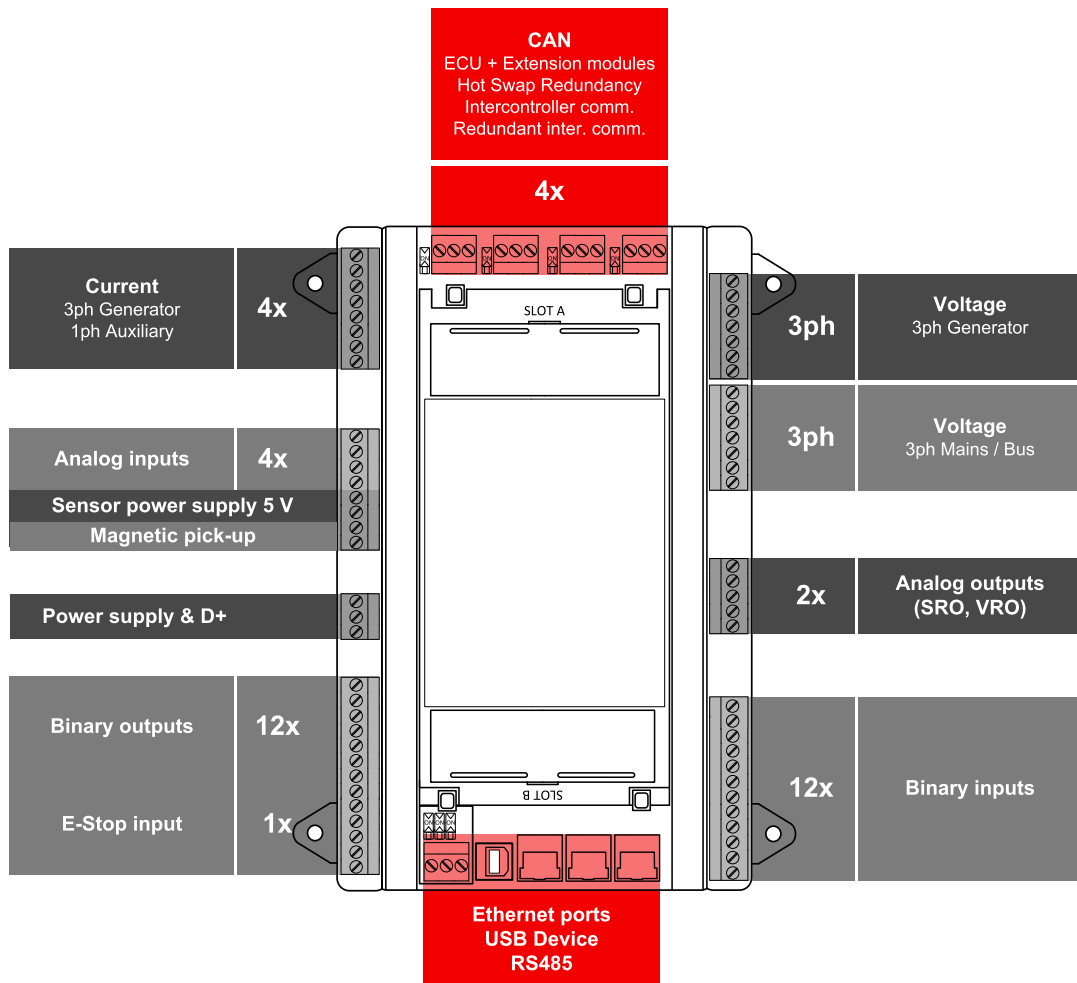 CAN
ECU + Extension modules
Hot Swap Redundancy
Intercontroller comm.
Redundant inter. comm.
4x
Current
3ph Generator
1ph Auxiliary
4x
SLOT A
3ph
Voltage
3ph Generator
3ph
Voltage
3ph Mains / Bus
Analog inputs
4x
Sensor power supply 5 V
Magnetic pick-up
2x
Analog outputs
(SRO, VRO)
Power supply & D+
Binary outputs
12x
E-Stop input
1x
12x
Binary inputs
SLOT B
Ethernet ports
USB Device
RS485